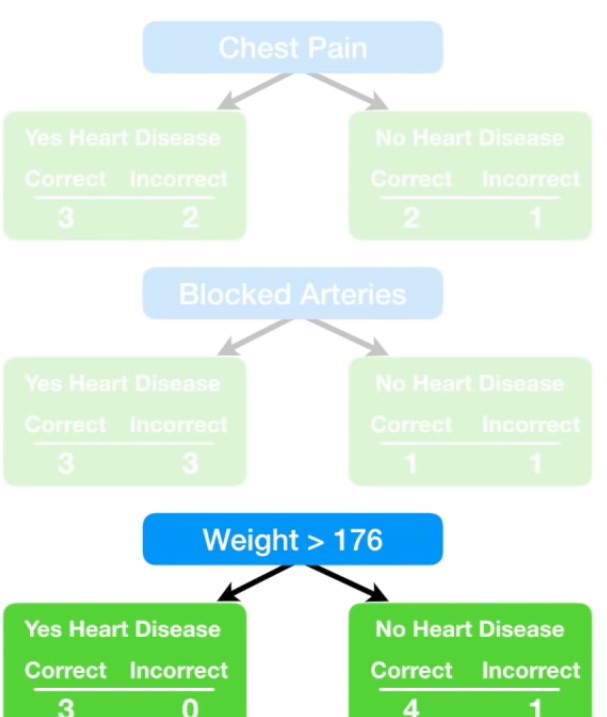 Chest Pain
Yes Heart Disease No Heart Disease
Correct Incorrect Correct Incorrect
3 2 2 1
Blocked Arteries
Yes Heart Disease No Heart Disease
Correct Incorrect Correct Incorrect
3 3 1 1
Weight > 176
Yes Heart Disease No Heart Disease
Correct Incorrect Correct Incorrect
3 0 4 1